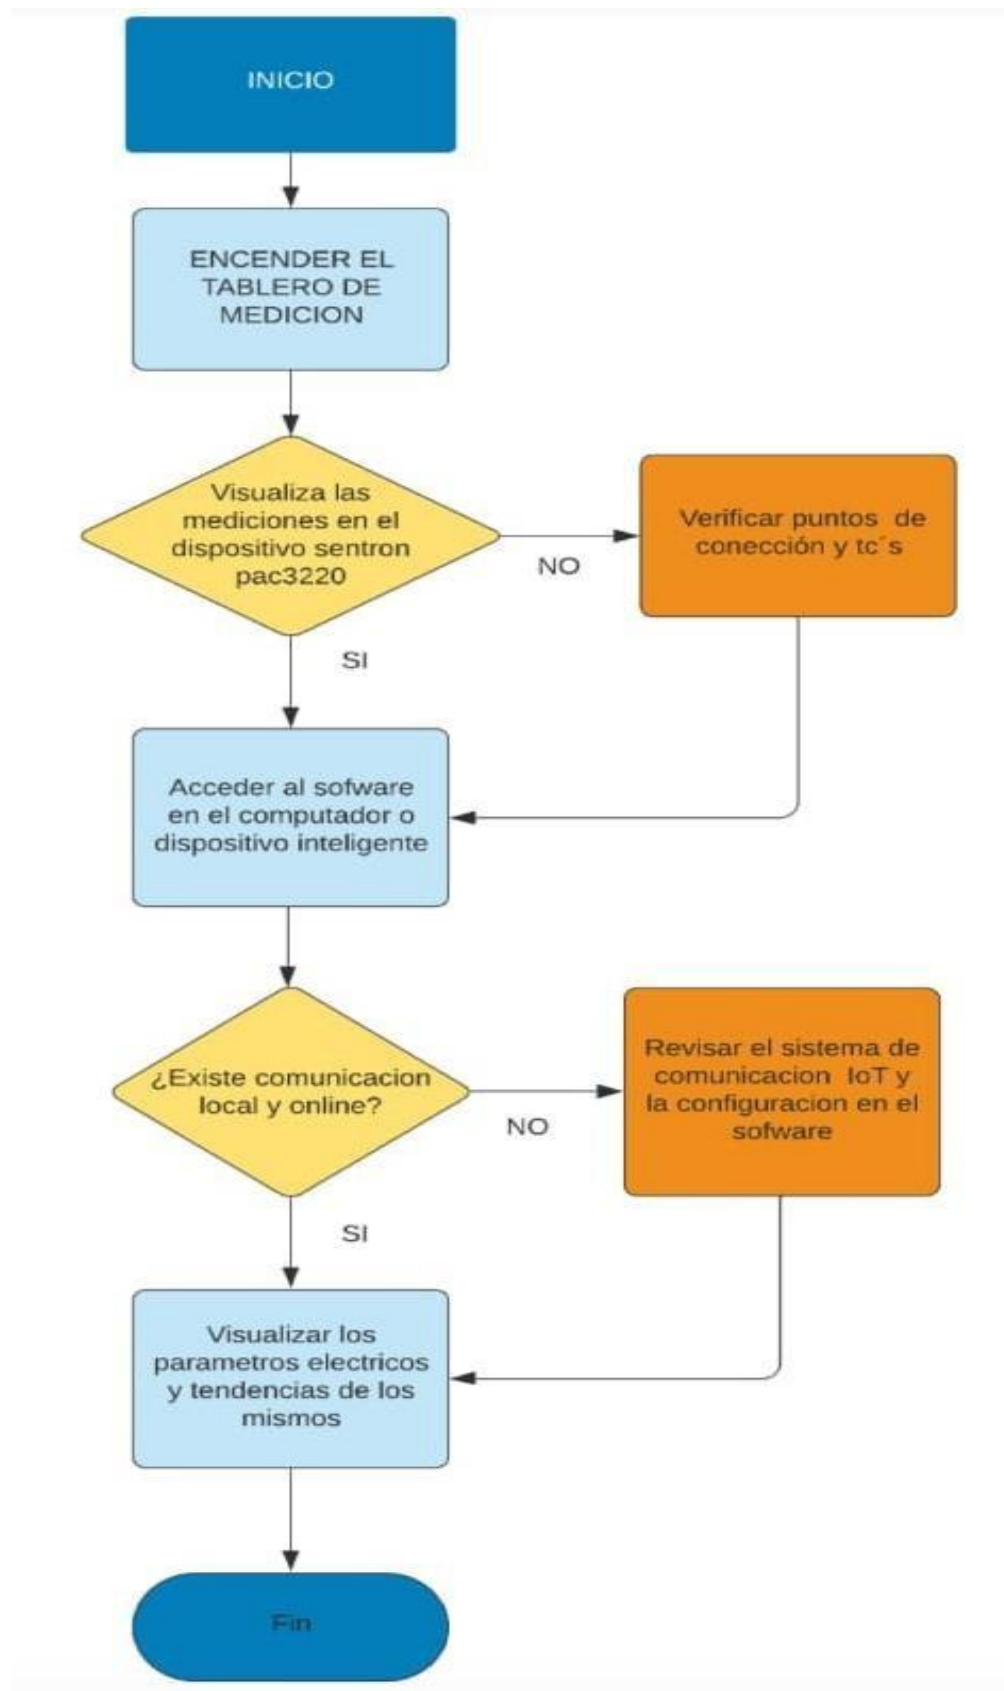 INICIO
ENCENDER EL
TABLERO DE
MEDICION
Visualiza las
mediciones en el
dispositivo sentron
pac3220
NO
Verificar puntos de
conección y tc´s
SI
Acceder al sofware
en el computador o
dispositivo inteligente
¿Existe comunicacion
local y online?
NO
Revisar el sistema de
comunicacion IoT y
la configuracion en el
sofware
SI
Visualizar los
parametros electricos
y tendencias de los
mismos
Fin